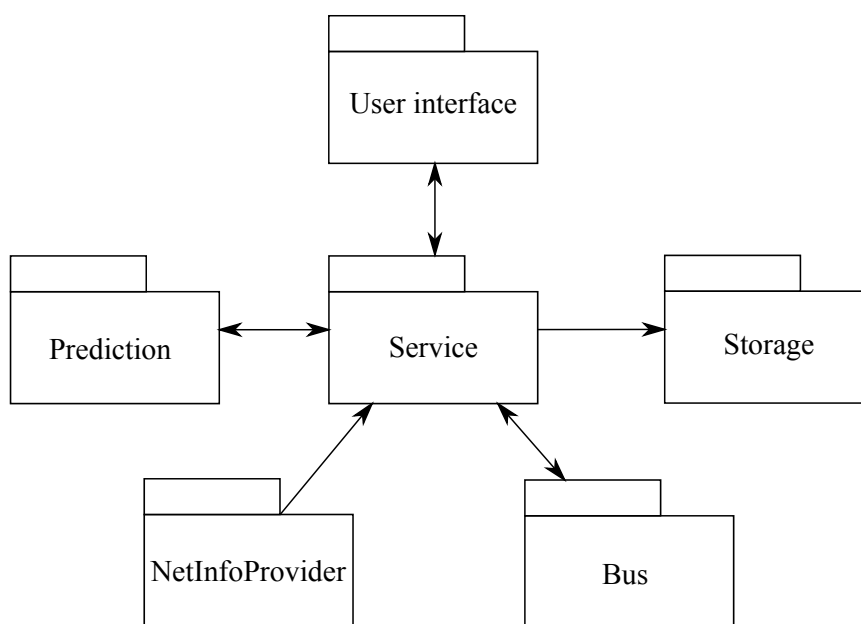 User interface
Prediction
Service
Storage
NetInfoProvider
Bus